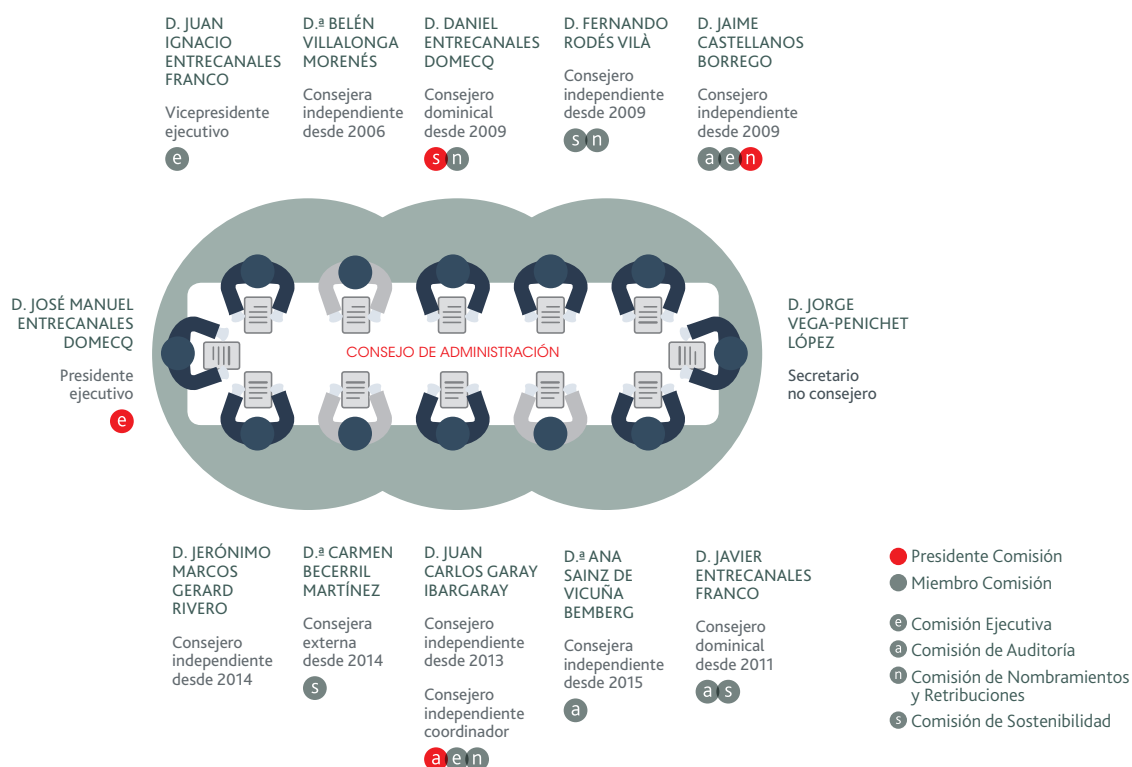 D. JUAN
IGNACIO
ENTRECANALES
FRANCO
Vicepresidente
ejecutivo
e
D.ª BELÉN
VILLALONGA
MORENÉS
Consejera
independiente
desde 2006
D. DANIEL
ENTRECANALES
DOMECQ
Consejero
dominical
desde 2009
s n
D. FERNANDO
RODÉS VILÀ
Consejero
independiente
desde 2009
s n
D. JAIME
CASTELLANOS
BORREGO
Consejero
independiente
desde 2009
a e n
D. JOSÉ MANUEL
ENTRECANALES
DOMECQ
Presidente
ejecutivo
e
CONSEJO DE ADMINISTRACIÓN
D. JORGE
VEGA-PENICHET
LÓPEZ
Secretario
no consejero
D. JERÓNIMO
MARCOS
GERARD
RIVERO
Consejero
independiente
desde 2014
D.ª CARMEN
BECERRIL
MARTÍNEZ
Consejera
externa
desde 2014
s
D. JUAN
CARLOS GARAY
IBARGARAY
Consejero
independiente
desde 2013
Consejero
independiente
coordinador
a e n
D.ª ANA
SAINZ DE
VICUÑA
BEMBERG
Consejera
independiente
desde 2015
a
D. JAVIER
ENTRECANALES
FRANCO
Consejero
dominical
desde 2011
a s
Presidente Comisión
Miembro Comisión
e Comisión Ejecutiva
a Comisión de Auditoría
n Comisión de Nombramientos
y Retribuciones
s Comisión de Sostenibilidad